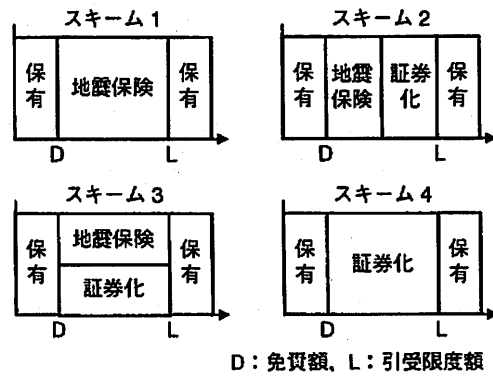 スキーム1
保有
地震保険
保有
D
L
スキーム2
保有
地震保険
証券化
保有
D
L
スキーム3
保有
地震保険
証券化
保有
D
L
スキーム4
保有
証券化
保有
D
L
D：免責額，L：引受限度額